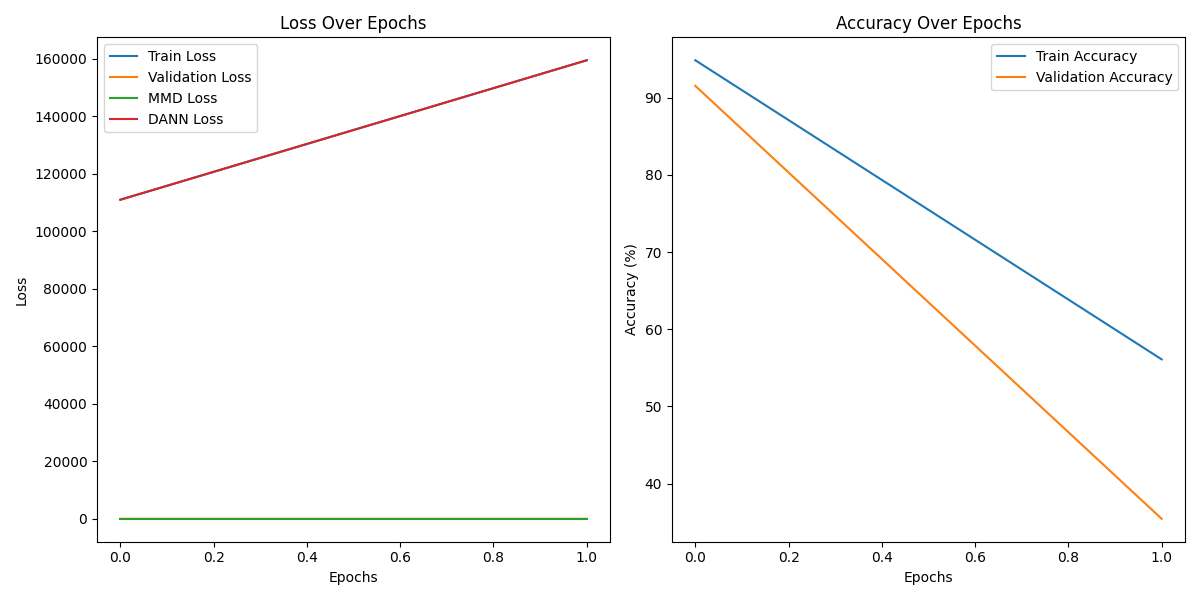 Loss Over Epochs
Train Loss
Validation Loss
MMD Loss
DANN Loss
160000
140000
120000
100000
80000
60000
40000
20000
0
Loss
0.0 0.2 0.4 0.6 0.8 1.0
Epochs
Accuracy Over Epochs
Train Accuracy
Validation Accuracy
90
80
70
60
50
40
Accuracy (%)
0.0 0.2 0.4 0.6 0.8 1.0
Epochs